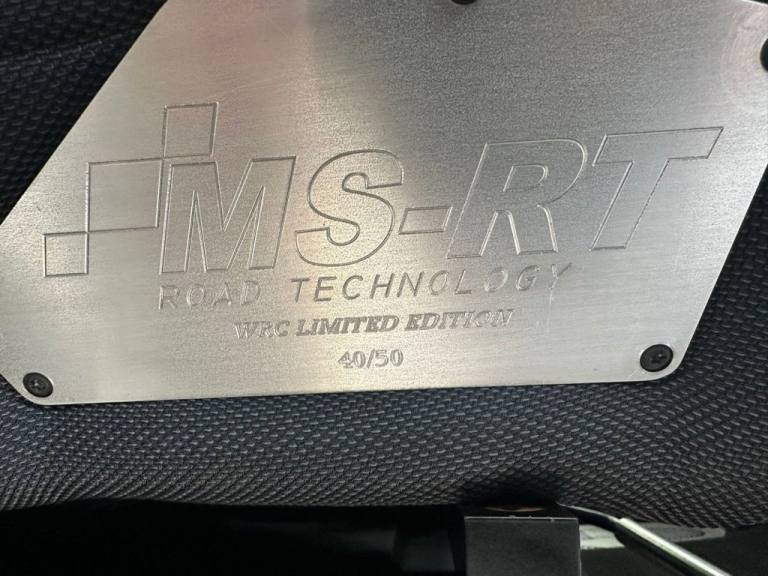 MS-RT
ROAD TECHNOLOGY
WRC LIMITED EDITION
40/50